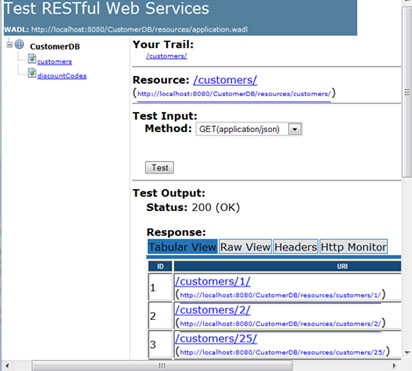 Test RESTful Web Services
WADL: http://localhost:8080/CustomerDB/resources/application.wadl
CustomerDB
customers
discountCodes
Your Trail:
/customers/
Resource: /customers/
(http://localhost:8080/CustomerDB/resources/customers/)
Test Input:
Method: GET(application/json)
Test
Test Output:
Status: 200 (OK)
Response:
Tabular View Raw View Headers Http Monitor
ID URI
1 /customers/1/
(http://localhost:8080/CustomerDB/resources/customers/1/)
2 /customers/2/
(http://localhost:8080/CustomerDB/resources/customers/2/)
3 /customers/25/
(http://localhost:8080/CustomerDB/resources/customers/25/)